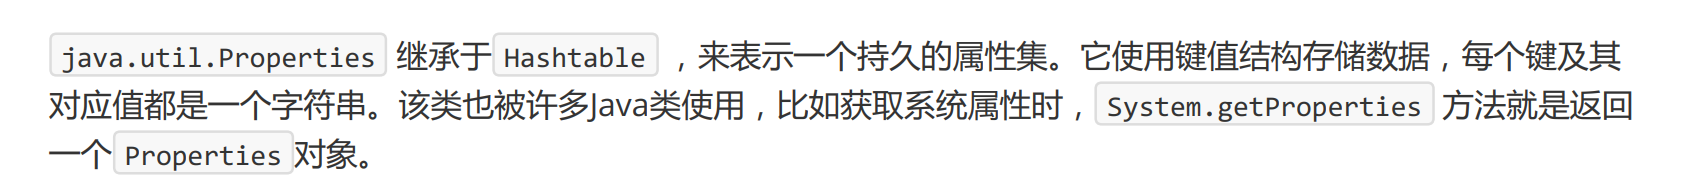 java.util.Properties 继承于 Hashtable ，来表示一个持久的属性集。它使用键值结构存储数据，每个键及其
对应值都是一个字符串。该类也被许多Java类使用，比如获取系统属性时， System.getProperties 方法就是返回
一个 Properties 对象。